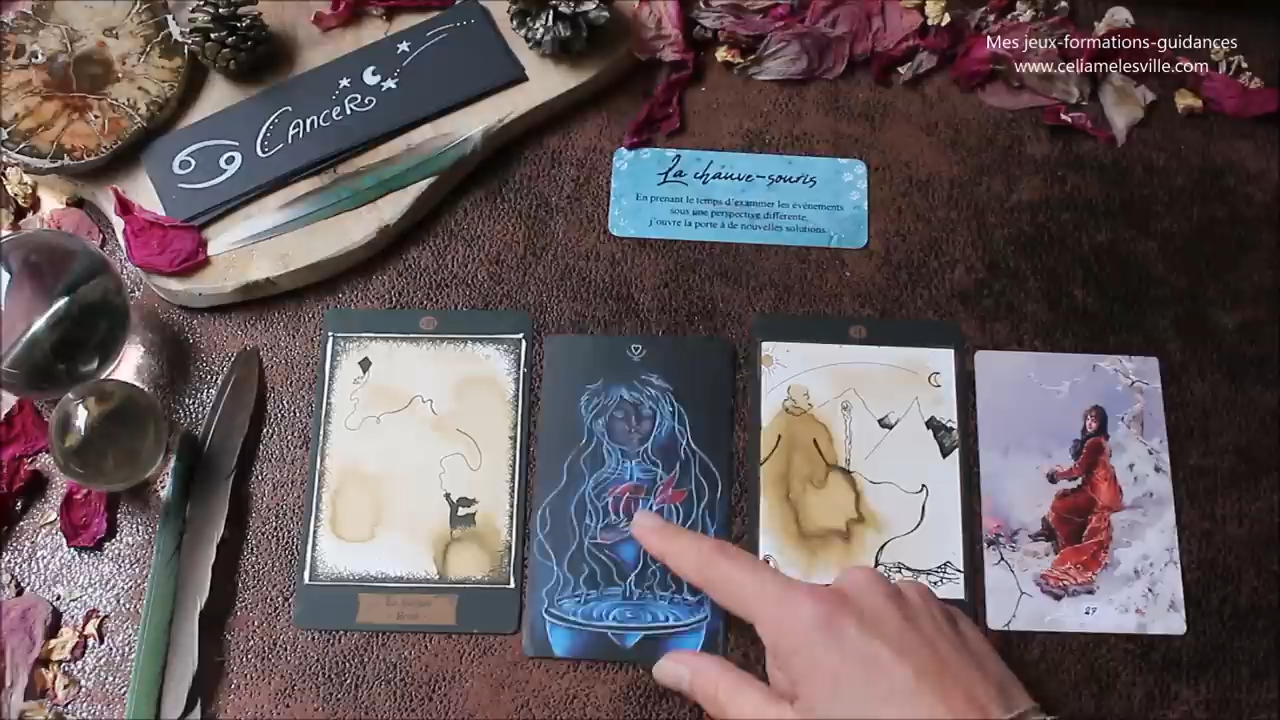 Mes jeux-formations-guidances
www.celiamelesville.com
Cancer
La chauve-souris
En prenant le temps d'examiner les événements
sous une perspective différente,
j'ouvre la porte à de nouvelles solutions.
27